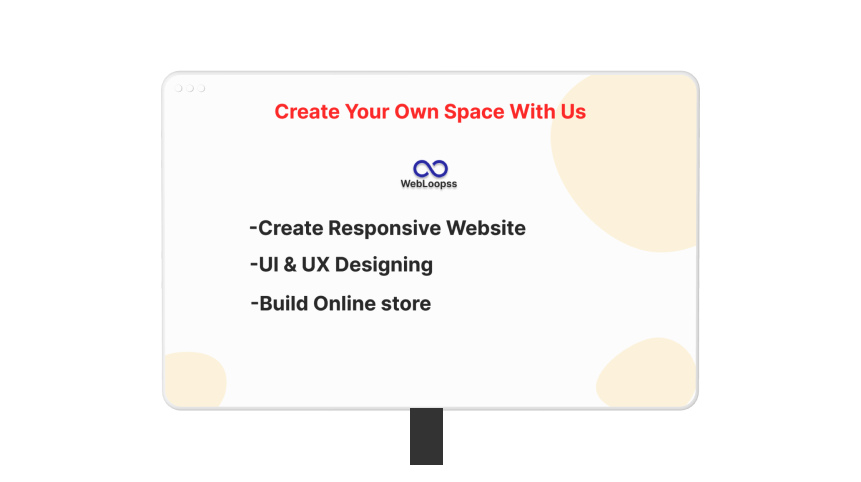 Create Your Own Space With Us
WebLoopss
-Create Responsive Website
-UI & UX Designing
-Build Online store